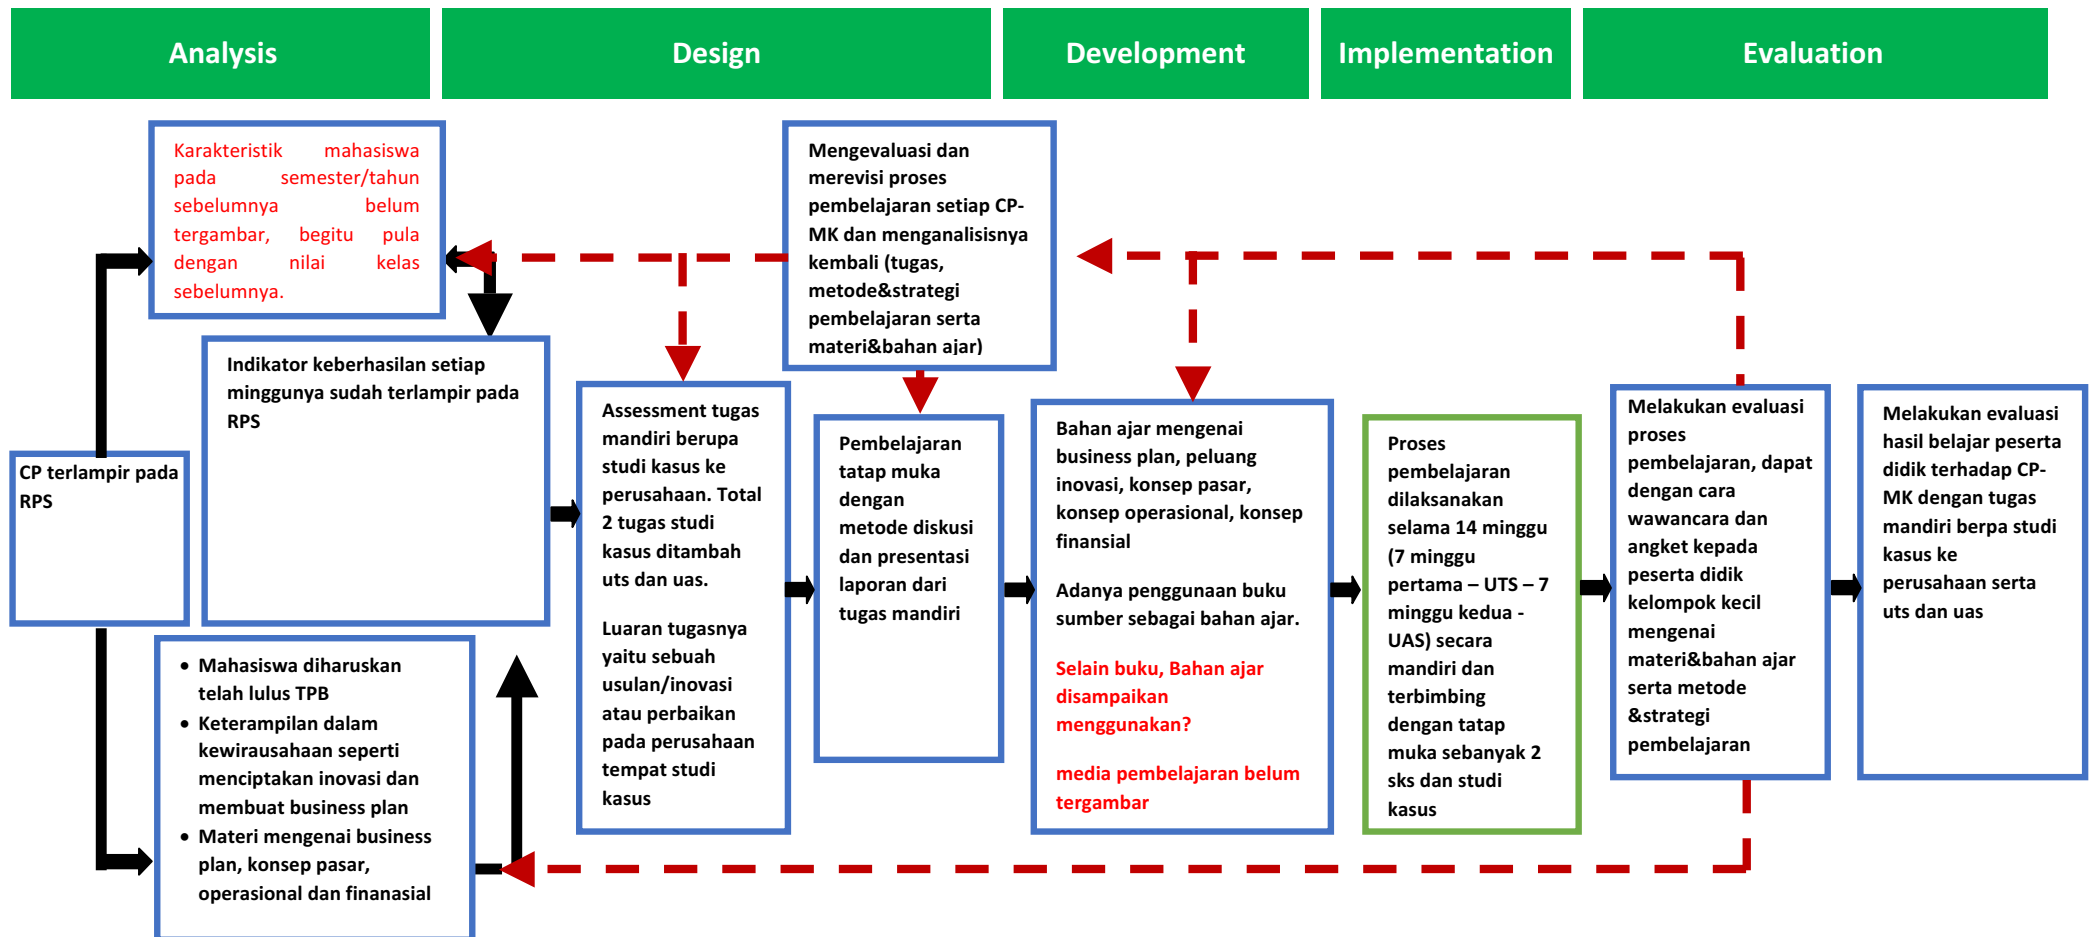 Analysis
Design
Development
Implementation
Evaluation
Karakteristik mahasiswa
pada semester/tahun
sebelumnya belum
tergambar, begitu pula
dengan nilai kelas
sebelumnya.
Mengevaluasi dan
merevisi proses
pembelajaran setiap CP-
MK dan menganalisisnya
kembali (tugas,
metode&strategi
pembelajaran serta
materi&bahan ajar)
Indikator keberhasilan setiap
minggunya sudah terlampir pada
RPS
CP terlampir pada
RPS
• Mahasiswa diharuskan
telah lulus TPB
• Keterampilan dalam
kewirausahaan seperti
menciptakan inovasi dan
membuat business plan
• Materi mengenai business
plan, konsep pasar,
operasional dan finanasial
Assessment tugas
mandiri berupa
studi kasus ke
perusahaan. Total
2 tugas studi
kasus ditambah
uts dan uas.
Luaran tugasnya
yaitu sebuah
usulan/inovasi
atau perbaikan
pada perusahaan
tempat studi
kasus
Pembelajaran
tatap muka
dengan
metode diskusi
dan presentasi
laporan dari
tugas mandiri
Bahan ajar mengenai
business plan, peluang
inovasi, konsep pasar,
konsep operasional, konsep
finansial
Adanya penggunaan buku
sumber sebagai bahan ajar.
Selain buku, Bahan ajar
disampaikan
menggunakan?
media pembelajaran belum
tergambar
Proses
pembelajaran
dilaksanakan
selama 14 minggu
(7 minggu
pertama – UTS – 7
minggu kedua -
UAS) secara
mandiri dan
terbimbing
dengan tatap
muka sebanyak 2
sks dan studi
kasus
Melakukan evaluasi
proses
pembelajaran, dapat
dengan cara
wawancara dan
angket kepada
peserta didik
kelompok kecil
mengenai
materi&bahan ajar
serta metode
&strategi
pembelajaran
Melakukan evaluasi
hasil belajar peserta
didik terhadap CP-
MK dengan tugas
mandiri berpa studi
kasus ke
perusahaan serta
uts dan uas